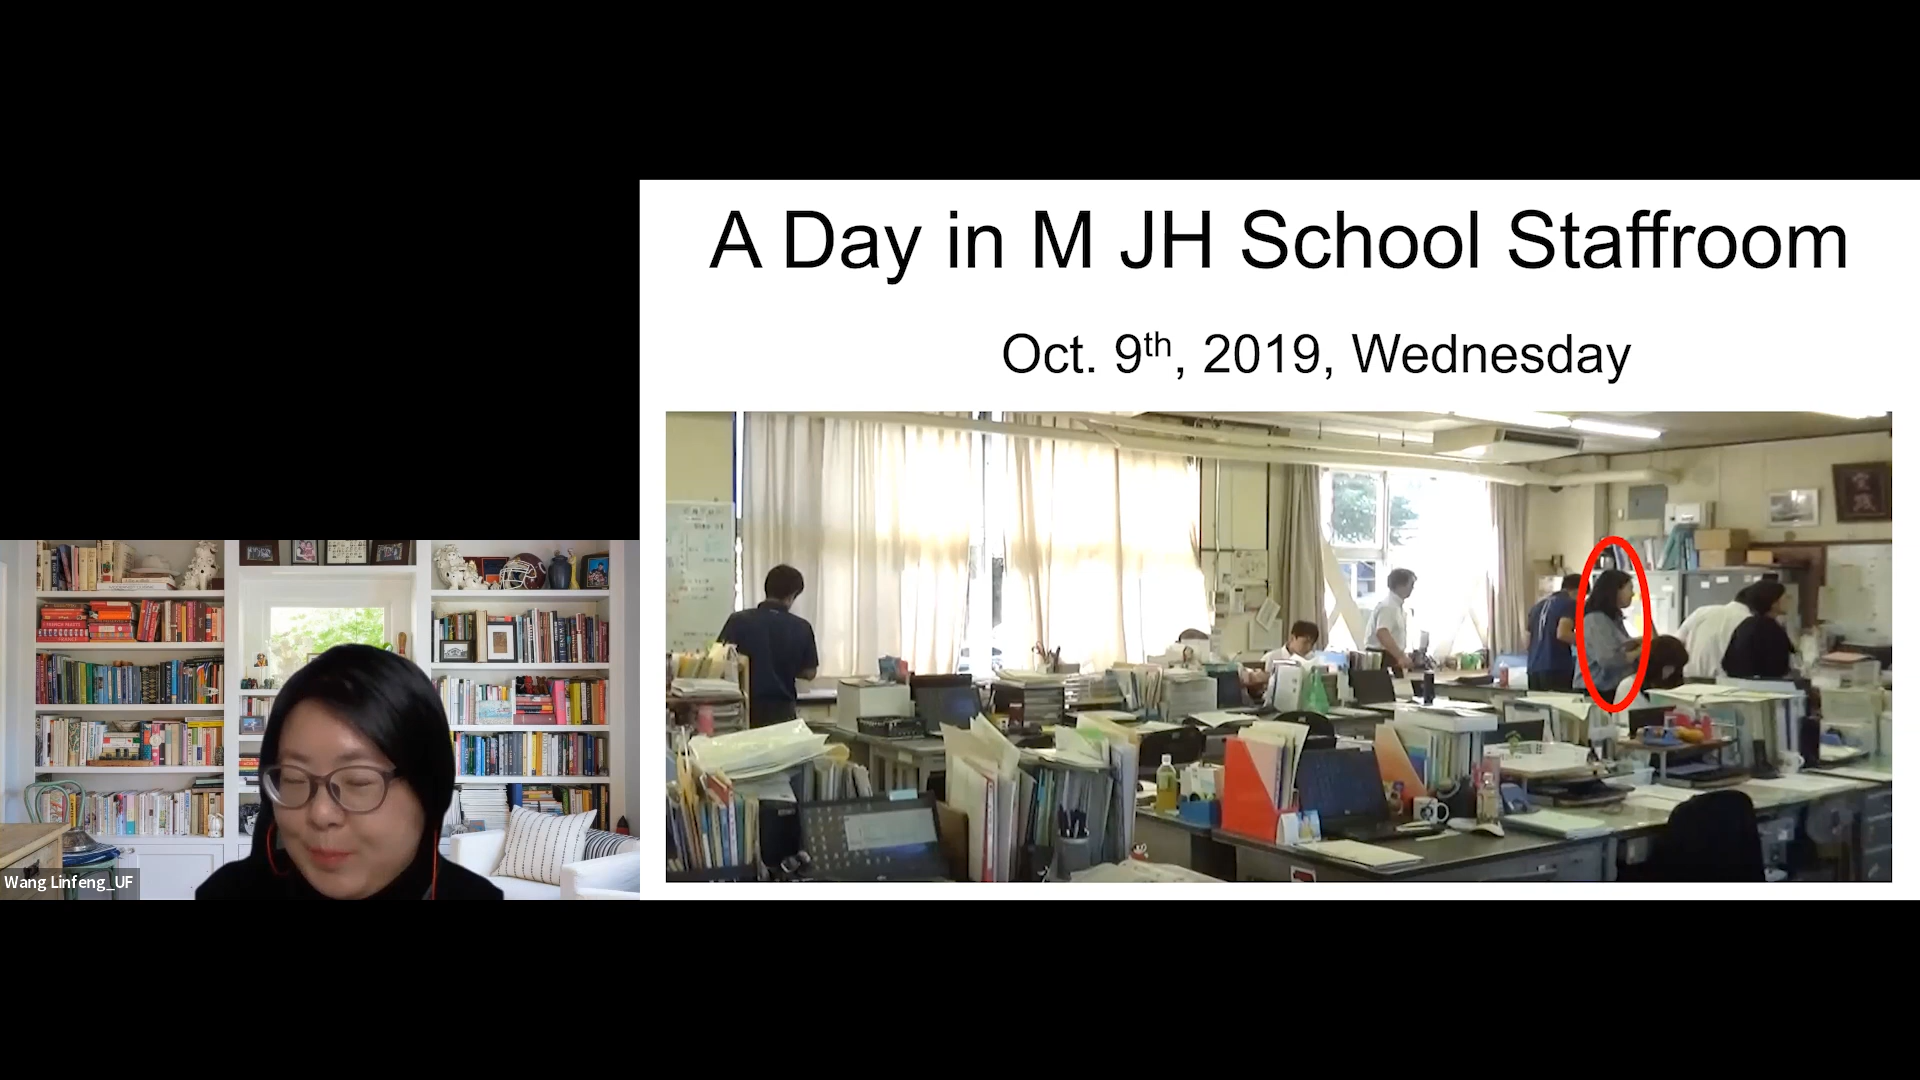 A Day in M JH School Staffroom
Oct. 9th, 2019, Wednesday
Wang Linfeng_UF